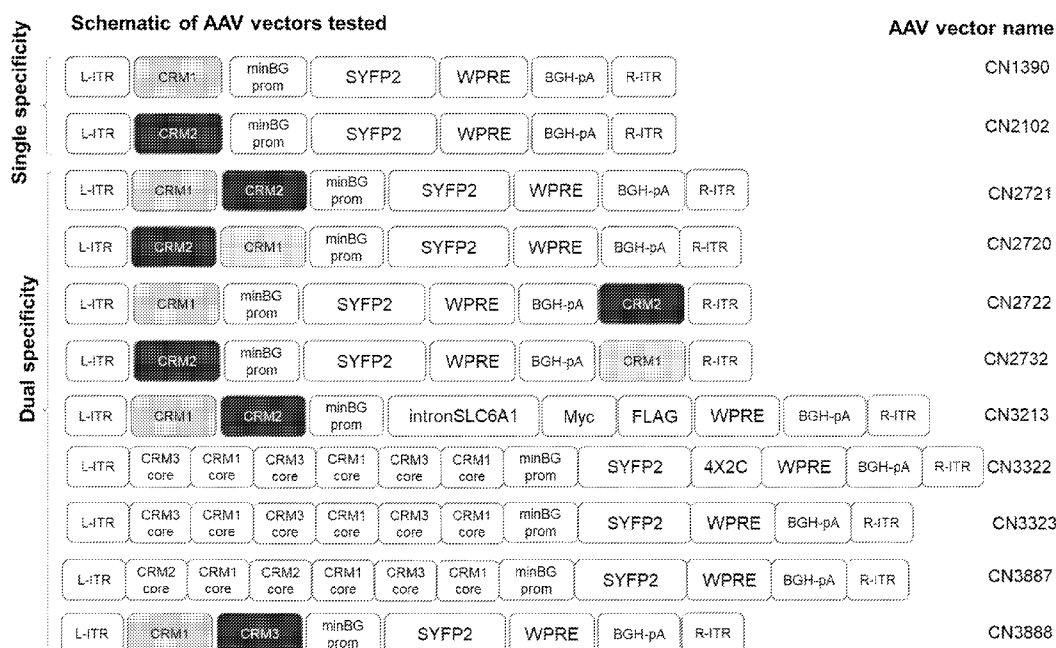 Schematic of AAV vectors tested
AAV vector name
Single specificity
L-ITR CRM1 minBG prom SYFP2 WPRE BGH-pA R-ITR CN1390
L-ITR CRM2 minBG prom SYFP2 WPRE BGH-pA R-ITR CN2102
Dual specificity
L-ITR CRM1 CRM2 minBG prom SYFP2 WPRE BGH-pA R-ITR CN2721
L-ITR CRM2 CRM1 minBG prom SYFP2 WPRE BGH-pA R-ITR CN2720
L-ITR CRM1 minBG prom SYFP2 WPRE BGH-pA CRM2 R-ITR CN2722
L-ITR CRM2 minBG prom SYFP2 WPRE BGH-pA CRM1 R-ITR CN2732
L-ITR CRM1 CRM2 minBG prom intronSLC6A1 Myc FLAG WPRE BGH-pA R-ITR CN3213
L-ITR CRM3 core CRM1 core CRM3 core CRM1 core CRM3 core CRM1 core minBG prom SYFP2 4X2C WPRE BGH-pA R-ITR CN3322
L-ITR CRM3 core CRM1 core CRM3 core CRM1 core CRM3 core CRM1 core minBG prom SYFP2 WPRE BGH-pA R-ITR CN3323
L-ITR CRM2 core CRM1 core CRM2 core CRM1 core CRM3 core CRM1 core minBG prom SYFP2 WPRE BGH-pA R-ITR CN3887
L-ITR CRM1 CRM3 minBG prom SYFP2 WPRE BGH-pA R-ITR CN3888